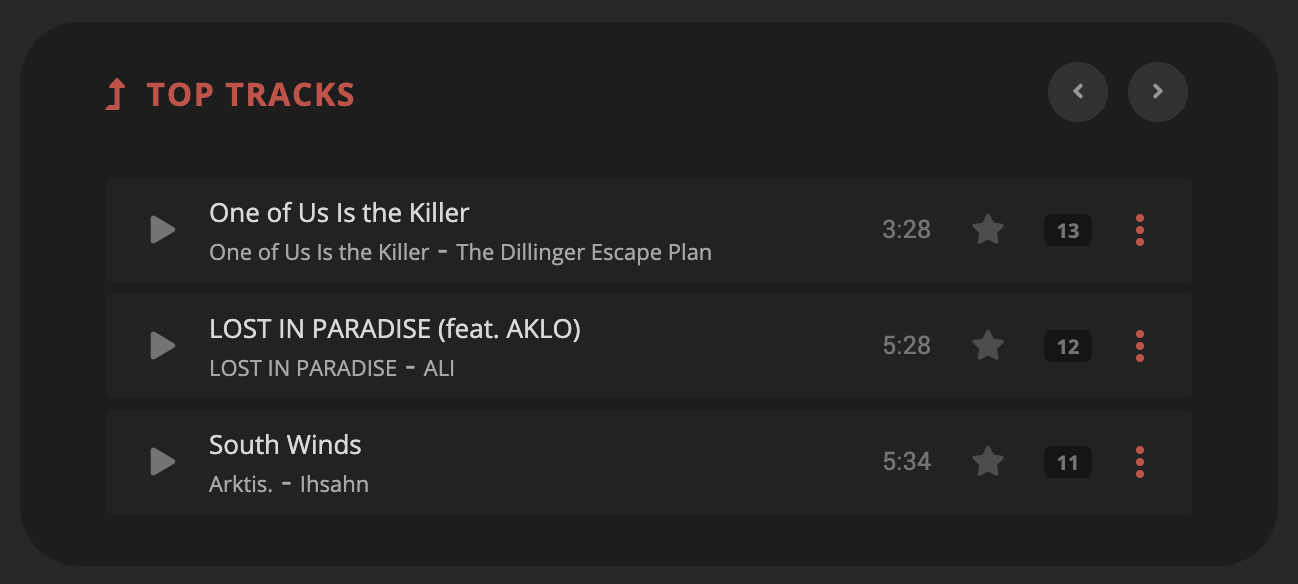 TOP TRACKS
One of Us Is the Killer
One of Us Is the Killer - The Dillinger Escape Plan
3:28
13
LOST IN PARADISE (feat. AKLO)
LOST IN PARADISE - ALI
5:28
12
South Winds
Arktis. - Ihsahn
5:34
11